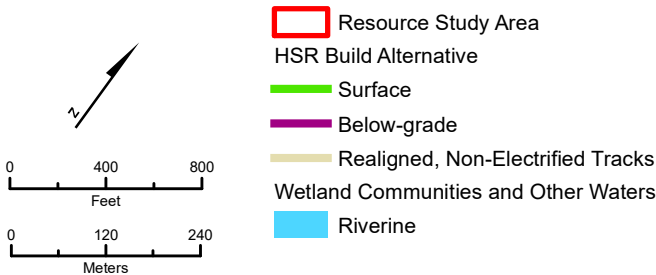 Resource Study Area
HSR Build Alternative
Surface
Below-grade
Realigned, Non-Electrified Tracks
Wetland Communities and Other Waters
Riverine
Z
0 400 800
Feet
0 120 240
Meters